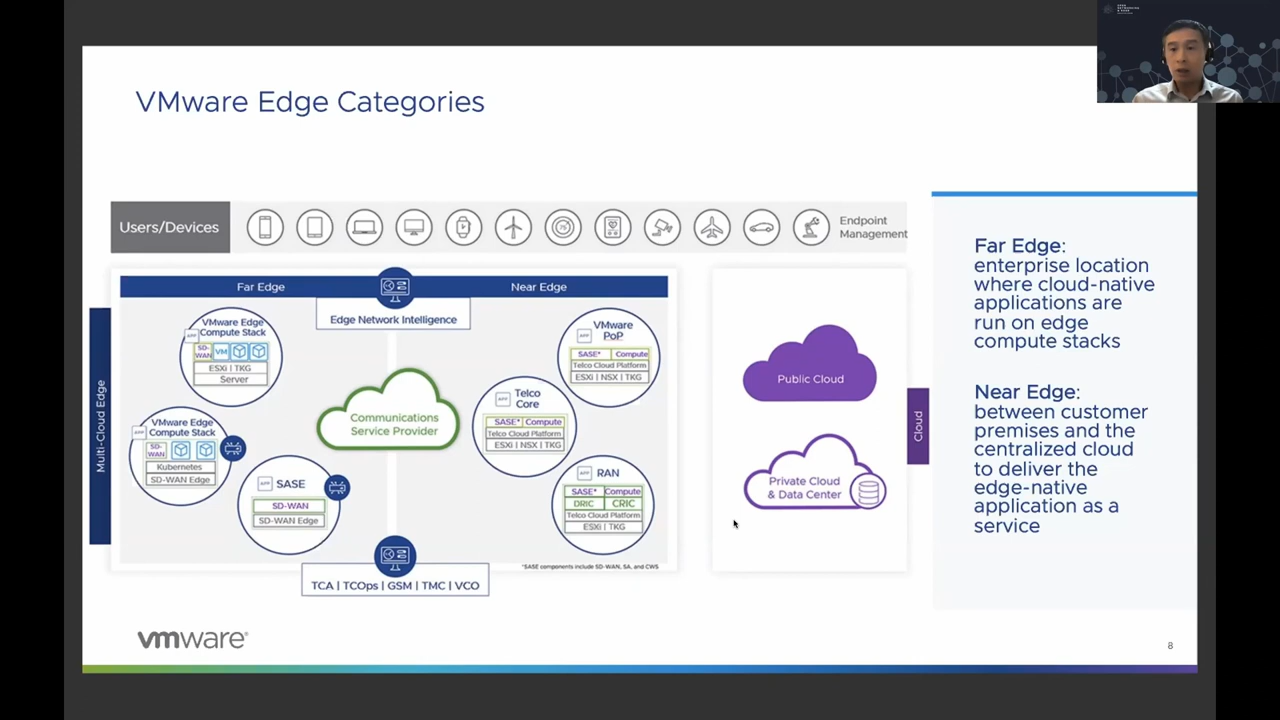 VMware Edge Categories
Users/Devices
Endpoint
Management
Far Edge
Near Edge
Edge Network Intelligence
Multi-Cloud Edge
VMware Edge
Compute Stack
APP
SD-
WAN
VM
ESXi | TKG
Server
VMware Edge
Compute Stack
APP
SD-
WAN
Kubernetes
SD-WAN Edge
APP
SASE
SD-WAN
SD-WAN Edge
Communications
Service Provider
VMware
PoP
APP
SASE*
Compute
Telco Cloud Platform
ESXi | NSX | TKG
Telco
Core
APP
SASE*
Compute
Telco Cloud Platform
ESXi | NSX | TKG
APP
RAN
SASE*
Compute
DRIC
CRIC
Telco Cloud Platform
ESXi | TKG
*SASE components include SD-WAN, SA, and CWS
TCA | TCOps | GSM | TMC | VCO
Public Cloud
Private Cloud
& Data Center
Cloud
Far Edge:
enterprise location
where cloud-native
applications are
run on edge
compute stacks
Near Edge:
between customer
premises and the
centralized cloud
to deliver the
edge-native
application as a
service
vmware®
8